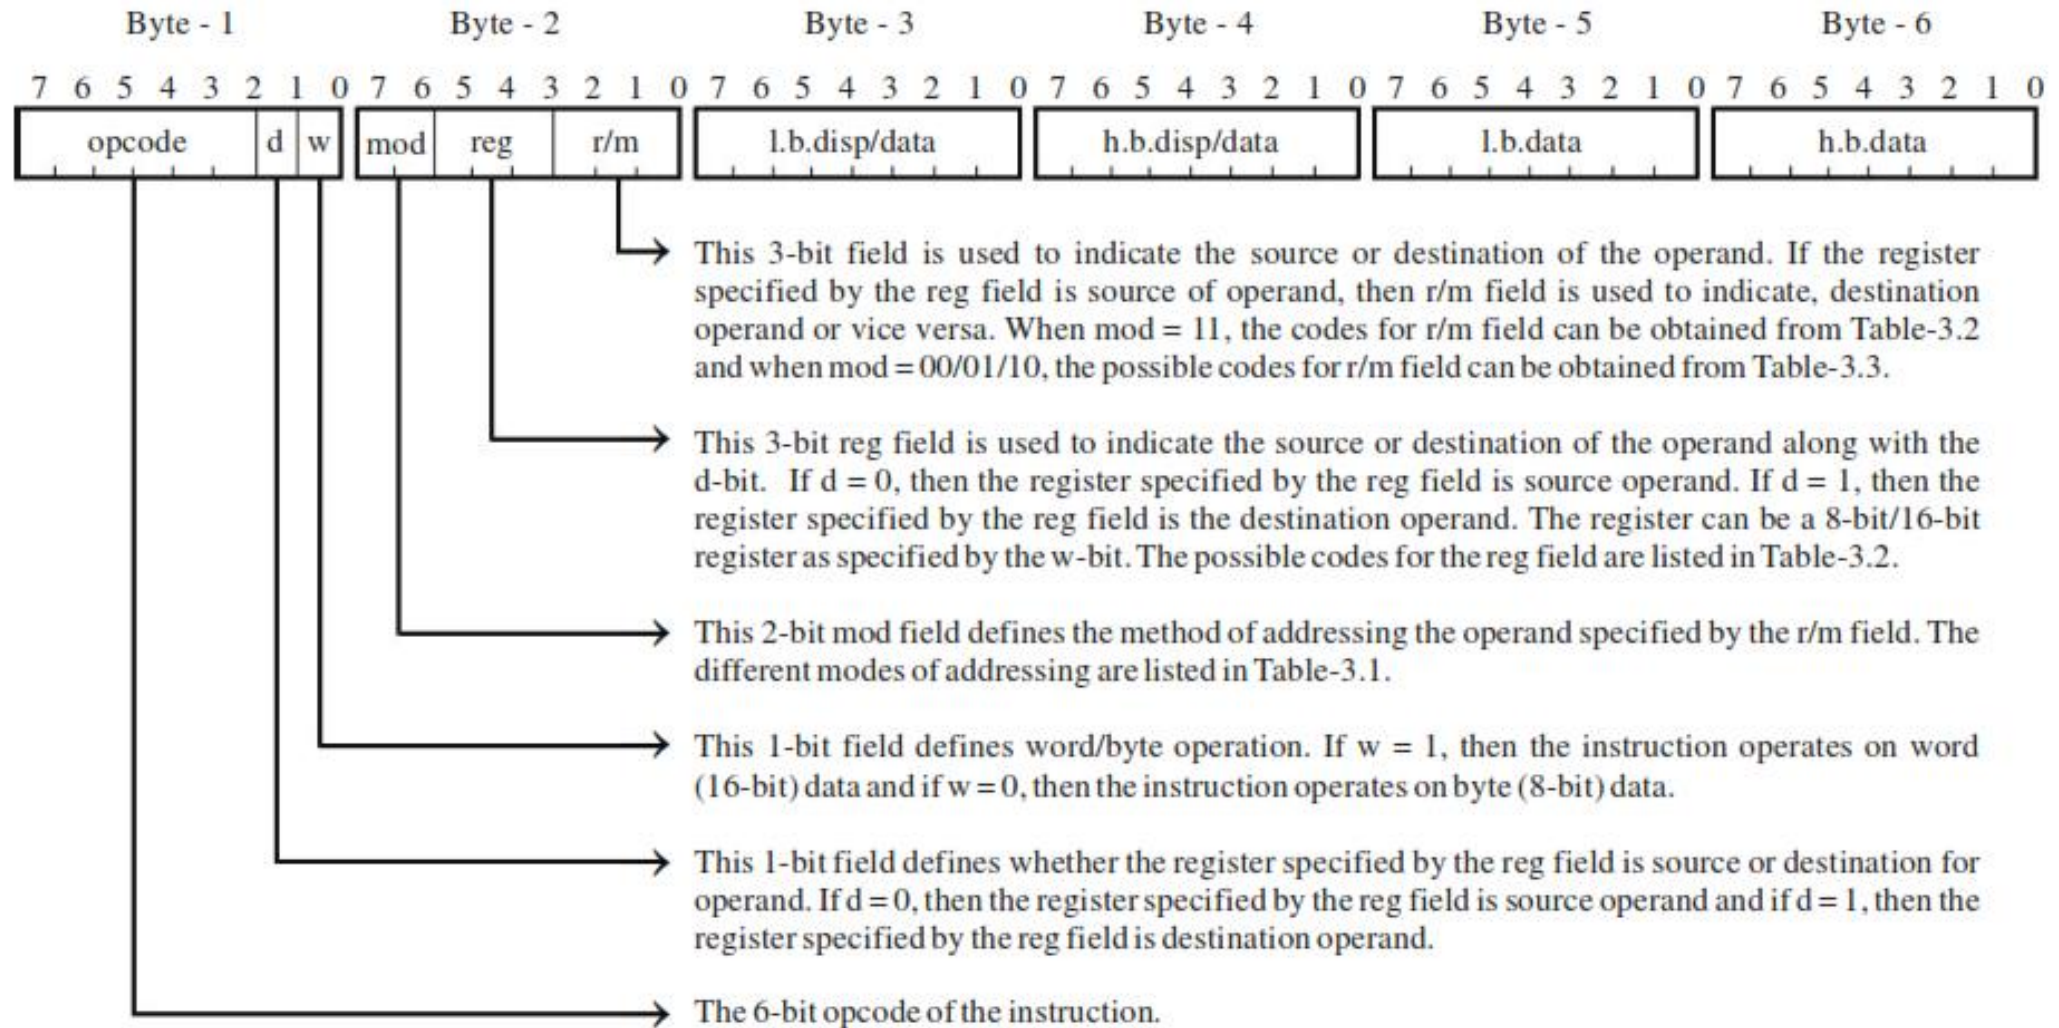 Byte - 1 Byte - 2 Byte - 3 Byte - 4 Byte - 5 Byte - 6
7 6 5 4 3 2 1 0 7 6 5 4 3 2 1 0 7 6 5 4 3 2 1 0 7 6 5 4 3 2 1 0 7 6 5 4 3 2 1 0 7 6 5 4 3 2 1 0
opcode d w mod reg r/m l.b.disp/data h.b.disp/data l.b.data h.b.data
This 3-bit field is used to indicate the source or destination of the operand. If the register
specified by the reg field is source of operand, then r/m field is used to indicate, destination
operand or vice versa. When mod = 11, the codes for r/m field can be obtained from Table-3.2
and when mod = 00/01/10, the possible codes for r/m field can be obtained from Table-3.3.
This 3-bit reg field is used to indicate the source or destination of the operand along with the
d-bit. If d = 0, then the register specified by the reg field is source operand. If d = 1, then the
register specified by the reg field is the destination operand. The register can be a 8-bit/16-bit
register as specified by the w-bit. The possible codes for the reg field are listed in Table-3.2.
This 2-bit mod field defines the method of addressing the operand specified by the r/m field. The
different modes of addressing are listed in Table-3.1.
This 1-bit field defines word/byte operation. If w = 1, then the instruction operates on word
(16-bit) data and if w = 0, then the instruction operates on byte (8-bit) data.
This 1-bit field defines whether the register specified by the reg field is source or destination for
operand. If d = 0, then the register specified by the reg field is source operand and if d = 1, then the
register specified by the reg field is destination operand.
The 6-bit opcode of the instruction.